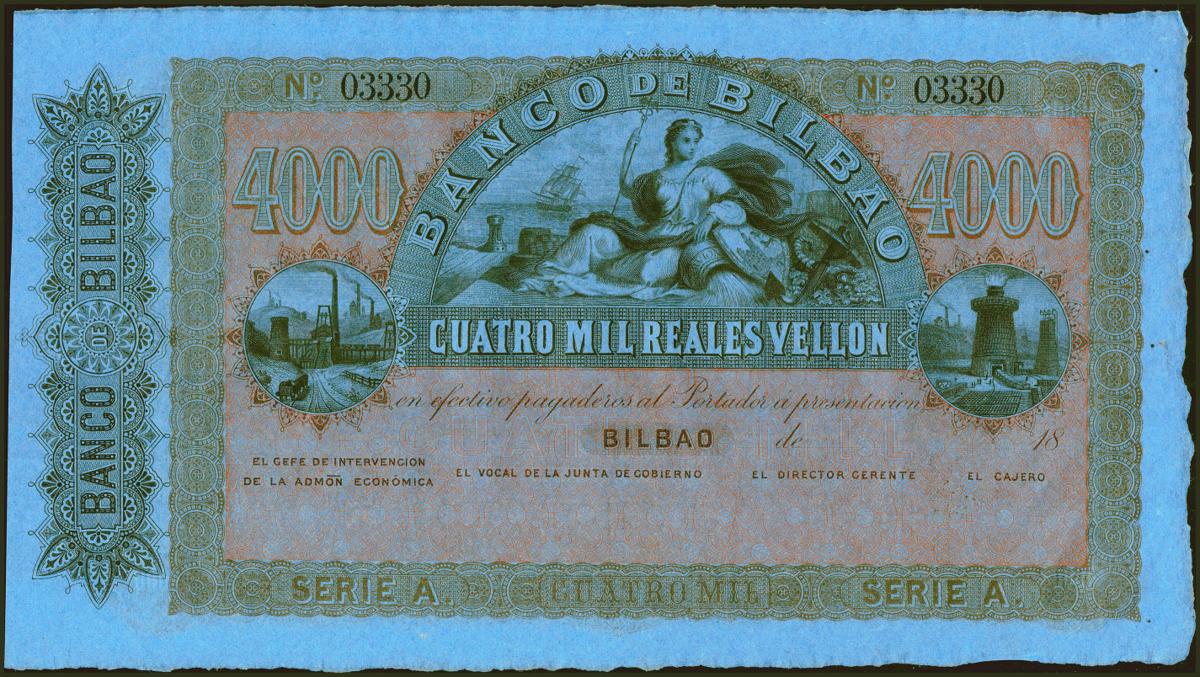 Nº. 03330
Nº. 03330
BANCO DE BILBAO
4000
4000
BANCO DE BILBAO
CUATRO MIL REALES VELLON
en efectivo pagaderos al Portador a presentacion
BILBAO de 18
EL GEFE DE INTERVENCION
DE LA ADMOÑ ECONÓMICA
EL VOCAL DE LA JUNTA DE GOBIERNO
EL DIRECTOR GERENTE
EL CAJERO
SERIE A. CUATRO MIL SERIE A.